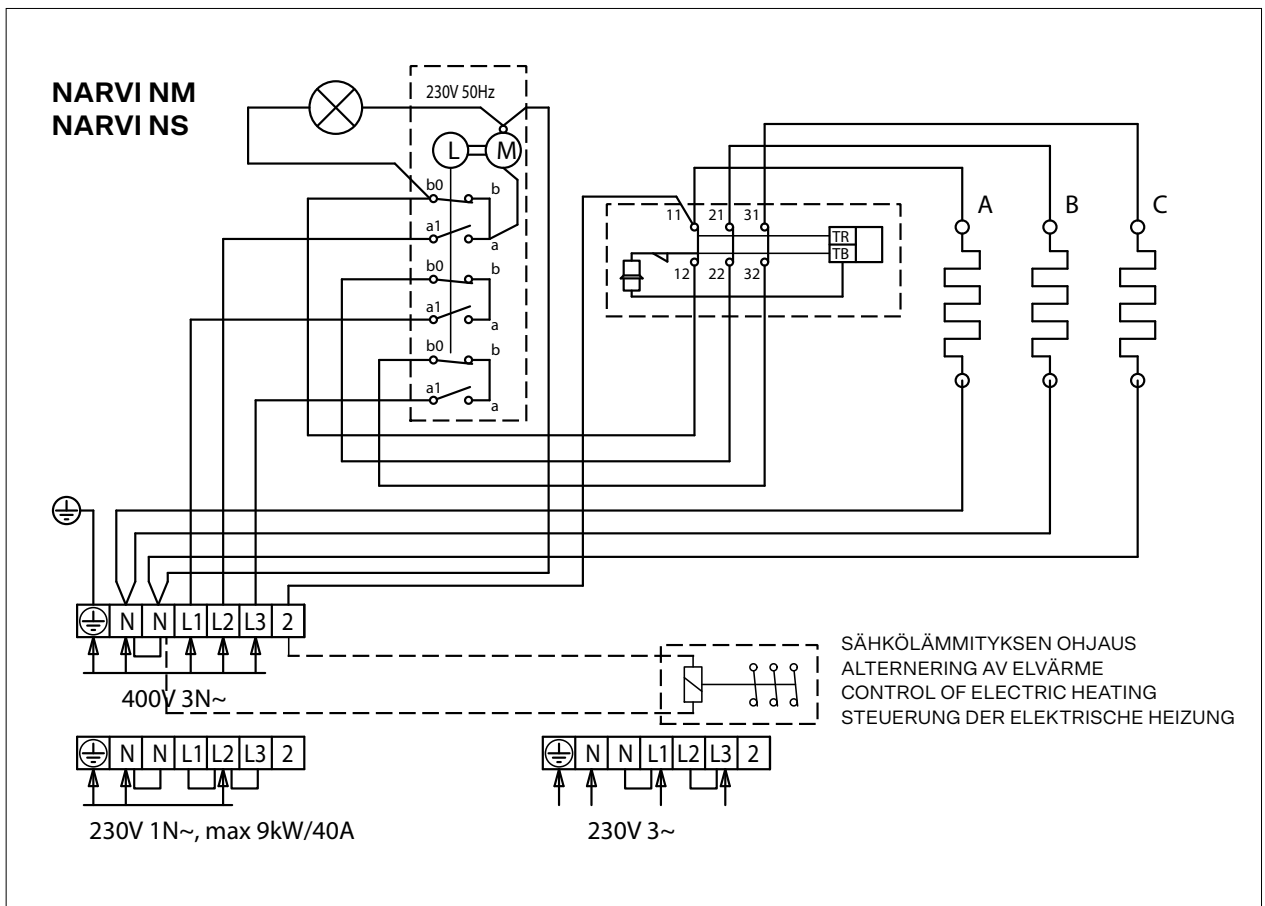 NARVI NM
NARVI NS
230V 50Hz
L
M
b0
b
a1
a
b0
b
a1
a
b0
b
a1
a
11
21
31
12
22
32
TR
TB
A
B
C
N
N
L1
L2
L3
2
400V 3N~
SÄHKÖLÄMMITYKSEN OHJAUS
ALTERNERING AV ELVÄRME
CONTROL OF ELECTRIC HEATING
STEUERUNG DER ELEKTRISCHE HEIZUNG
N
N
L1
L2
L3
2
230V 1N~, max 9kW/40A
N
N
L1
L2
L3
2
230V 3~